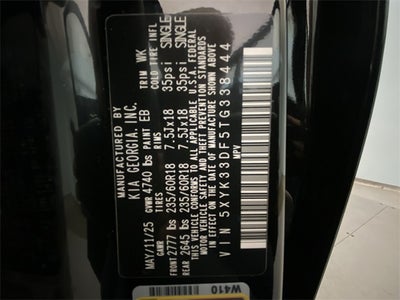 MANUFACTURED BY
KIA GEORGIA, INC.
MAY/11/25 GVWR 4740 lbs PAINT EB TRIM WK
GAWR TIRES RIMS COLD TIRE INFL.
FRONT 2777 lbs 235/60R18 7.5JX18 35psi SINGLE
REAR 2645 lbs 235/60R18 7.5JX18 35psi SINGLE
THIS VEHICLE CONFORMS TO ALL APPLICABLE U.S.A. FEDERAL
MOTOR VEHICLE SAFETY STANDARDS IN EFFECT ON THE DATE OF
MANUFACTURE SHOWN ABOVE.
VIN 5XYK33DF5TG338444
MPV
W410